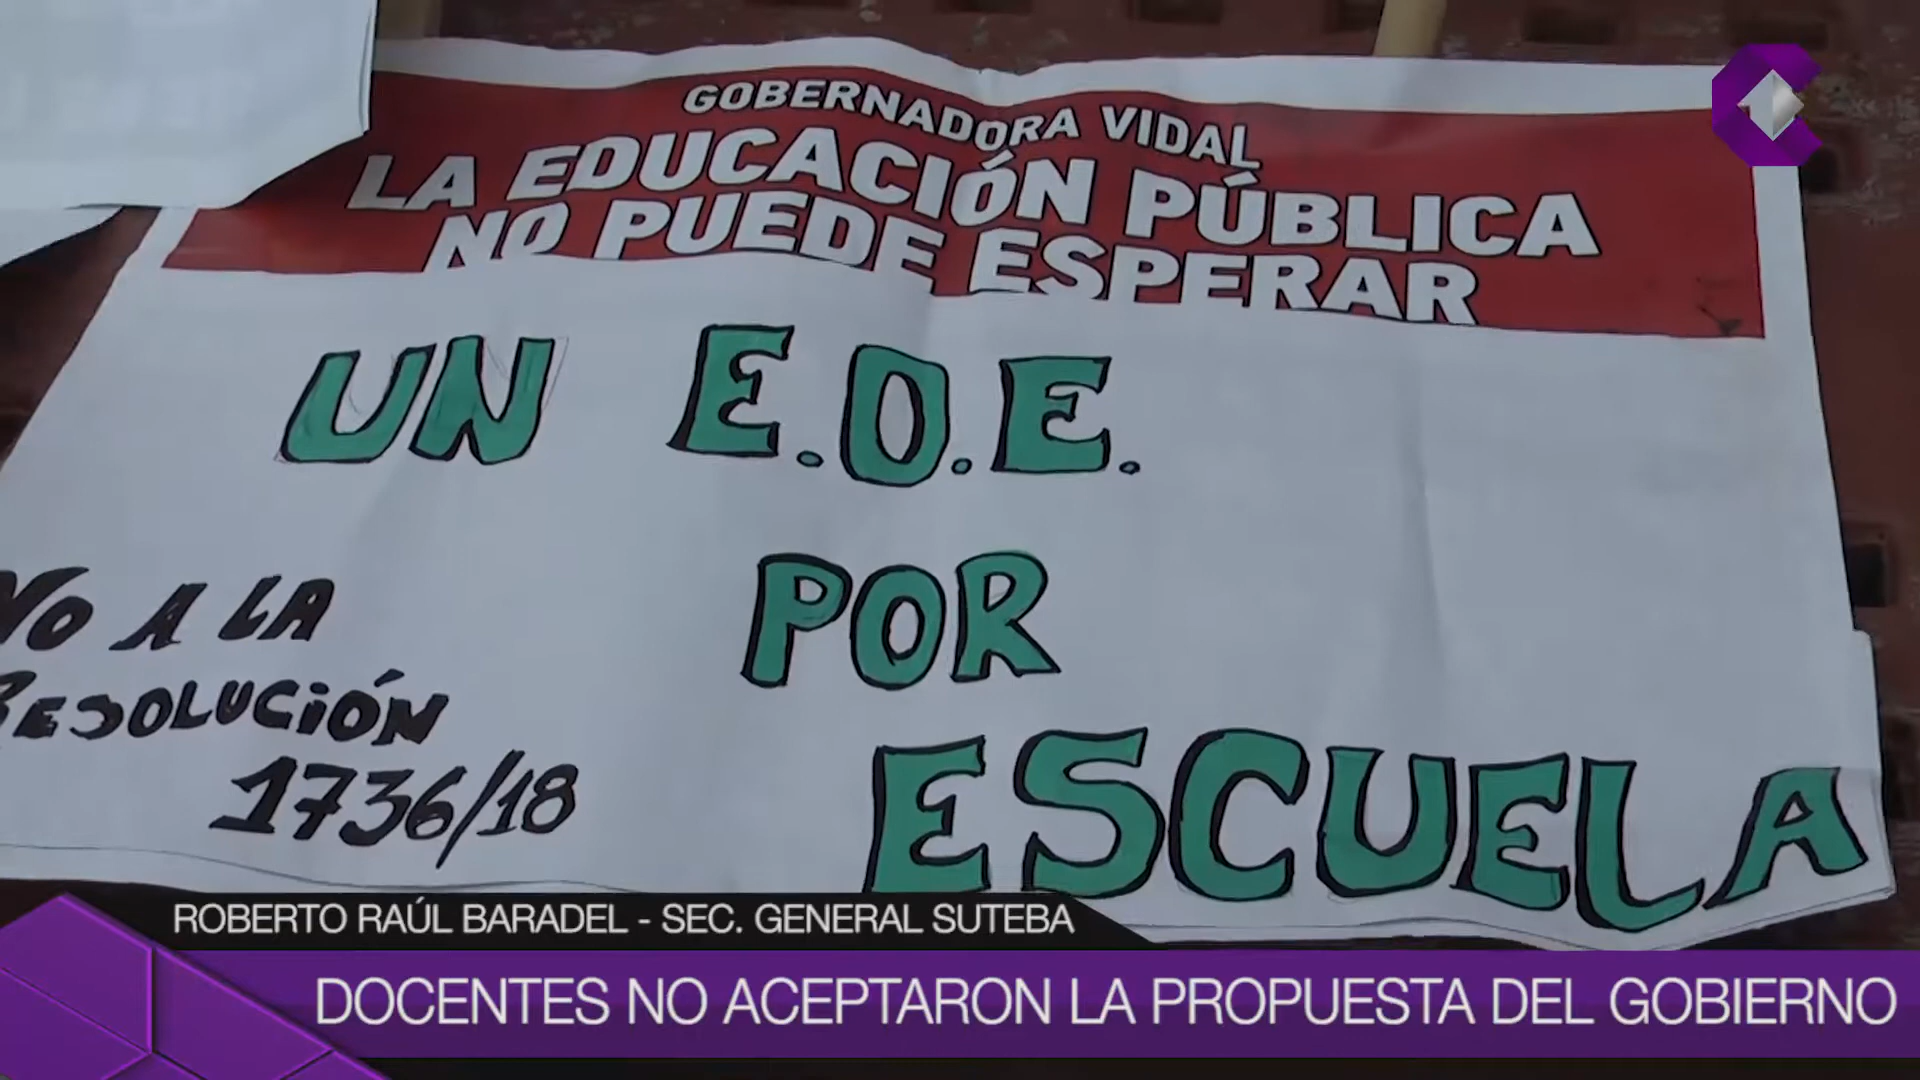 GOBERNADORA VIDAL
LA EDUCACIÓN PÚBLICA
NO PUEDE ESPERAR
UN E.O.E.
POR
ESCUELA
NO A LA
RESOLUCIÓN
1736/18
ROBERTO RAÚL BARADEL - SEC. GENERAL SUTEBA
DOCENTES NO ACEPTARON LA PROPUESTA DEL GOBIERNO